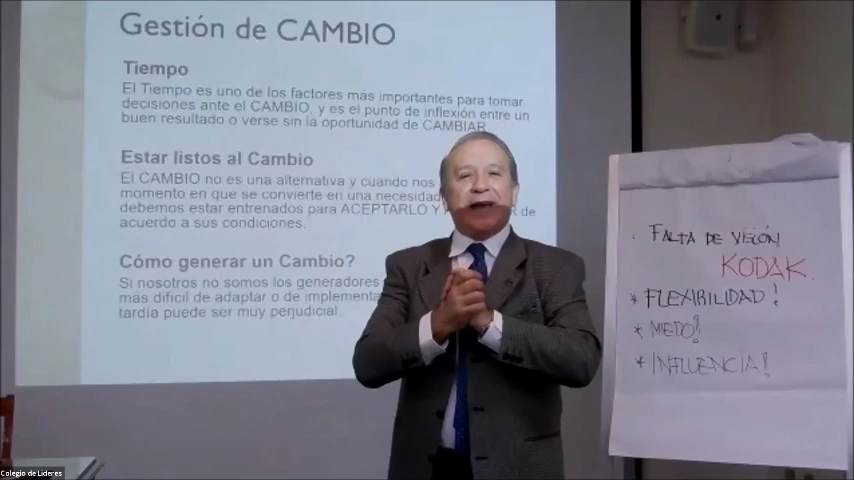 Gestión de CAMBIO
Tiempo
El Tiempo es uno de los factores más importantes para tomar
decisiones ante el CAMBIO, y es el punto de inflexión entre un
buen resultado o verse sin la oportunidad de CAMBIAR
Estar listos al Cambio
El CAMBIO no es una alternativa y cuando nos
momento en que se convierte en una necesidad
debemos estar entrenados para ACEPTARLO Y de
acuerdo a sus condiciones.
Cómo generar un Cambio?
Si nosotros no somos los generadores
más difícil de adaptar o de implementa
tardía puede ser muy perjudicial.
. FALTA DE VISIÓN
KODAK.
* FLEXIBILIDAD!
* MIEDO!
* INFLUENCIA!
Colegio de Lideres